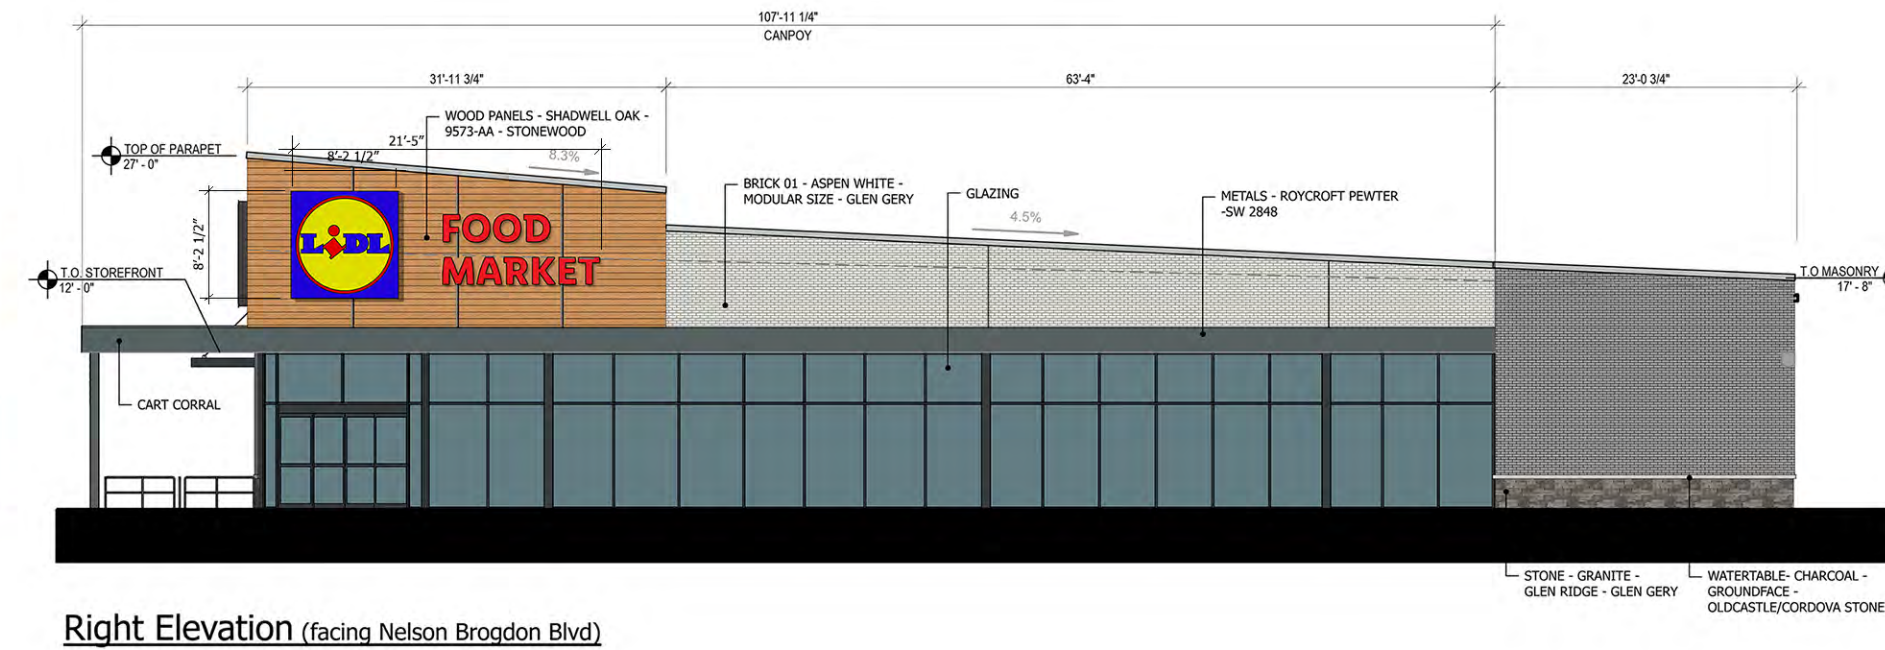 107'-11 1/4"
CANPOY
31'-11 3/4"
63'-4"
23'-0 3/4"
WOOD PANELS - SHADWELL OAK -
9573-AA - STONEWOOD
21'-5"
8'-2 1/2"
8.3%
TOP OF PARAPET
27' - 0"
BRICK 01 - ASPEN WHITE -
MODULAR SIZE - GLEN GERY
GLAZING
METALS - ROYCROFT PEWTER
-SW 2848
4.5%
8'-2 1/2"
LIDL
FOOD
MARKET
T.O. STOREFRONT
12' - 0"
T.O MASONRY
17' - 8"
CART CORRAL
STONE - GRANITE -
GLEN RIDGE - GLEN GERY
WATERTABLE- CHARCOAL -
GROUNDFACE -
OLDCASTLE/CORDOVA STONE
Right Elevation (facing Nelson Brogdon Blvd)